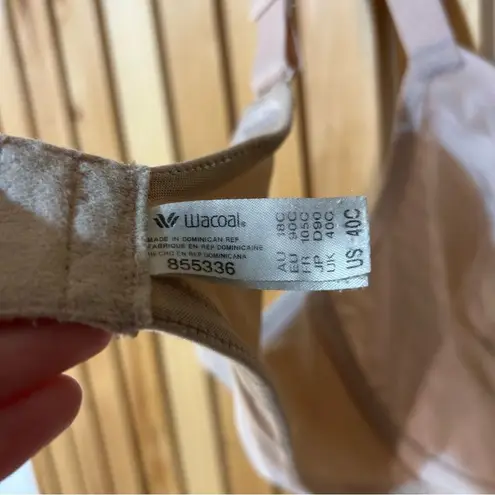 Wacoal®
MADE IN DOMINICAN REP.
FABRIQUE EN REP. DOMINICAINE
HECHO EN REP. DOMINICANA
855336
AU 18C
EU 90C
FR 105C
JP D90
UK 40C
US 40C